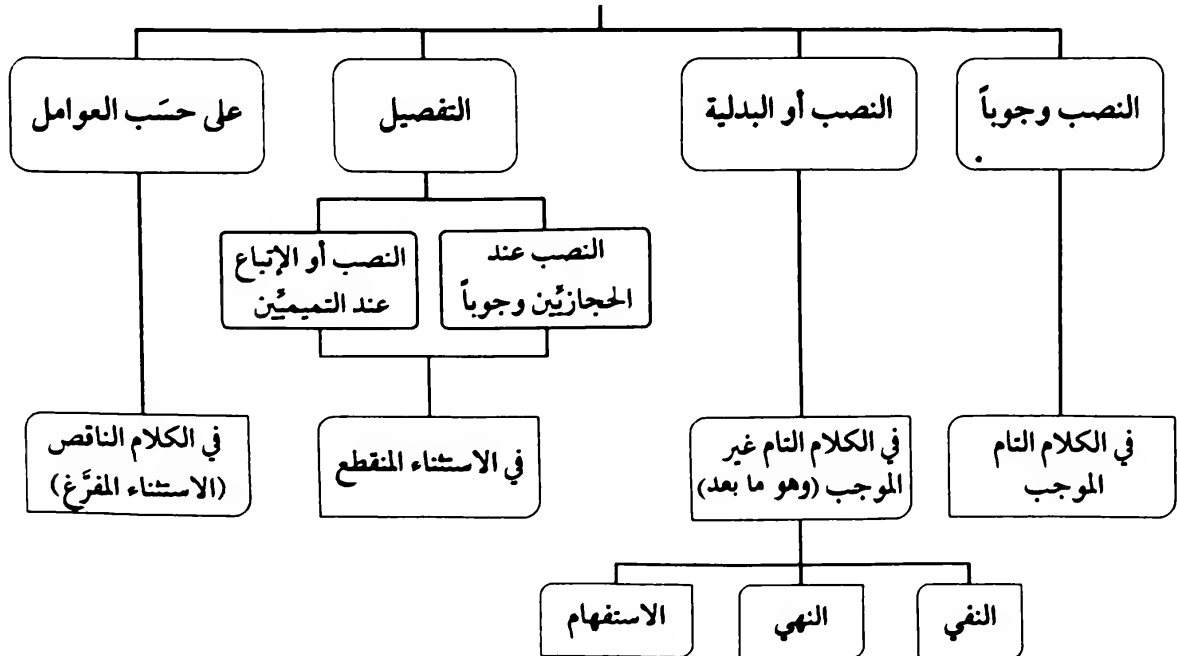 النصب وجوباً
النصب أو البدلية
التفصيل
على حسَب العوامل
النصب عند
الحجازيِّين وجوباً
النصب أو الإتباع
عند التميميِّين
في الكلام التام
الموجب
في الكلام التام غير
الموجب (وهو ما بعد)
في الاستثناء المنقطع
في الكلام الناقص
(الاستثناء المفرَّغ)
النفي
النهي
الاستفهام